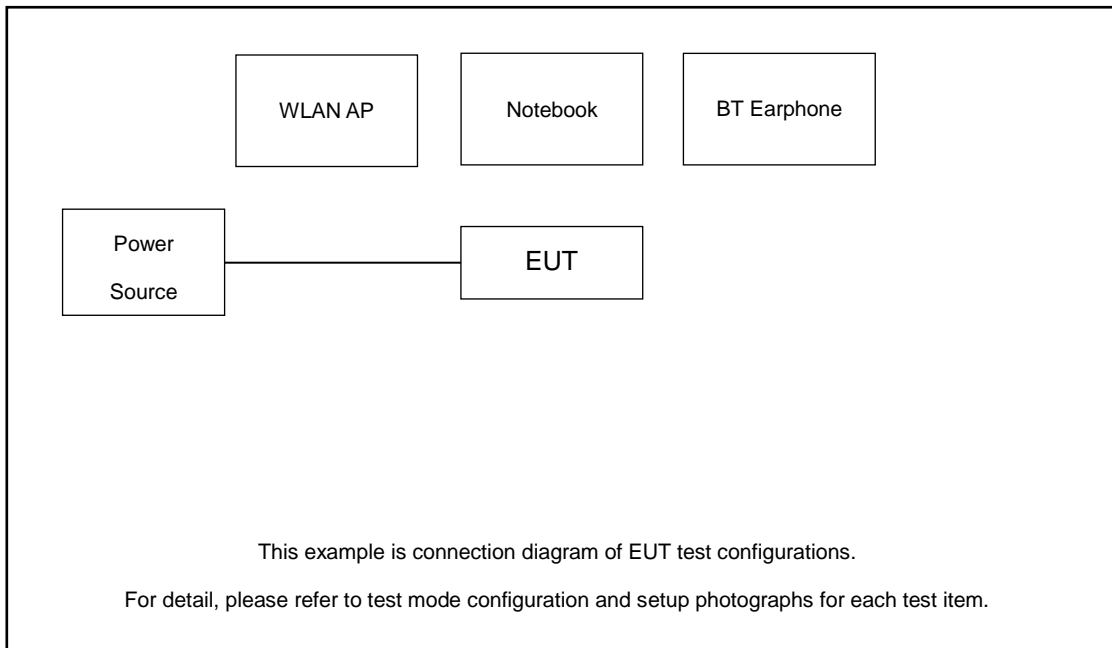 WLAN AP
Notebook
BT Earphone
Power
Source
EUT
This example is connection diagram of EUT test configurations.
For detail, please refer to test mode configuration and setup photographs for each test item.